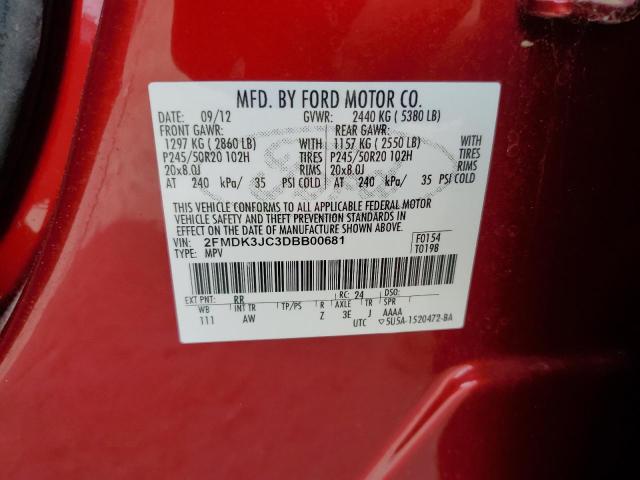 MFD. BY FORD MOTOR CO.
DATE: 09/12 GVWR: 2440 KG ( 5380 LB)
FRONT GAWR: REAR GAWR:
1297 KG ( 2860 LB) WITH 1157 KG ( 2550 LB) WITH
P245/50R20 102H TIRES P245/50R20 102H TIRES
20x8.0J RIMS 20x8.0J RIMS
AT 240 kPa/ 35 PSI COLD AT 240 kPa/ 35 PSI COLD
THIS VEHICLE CONFORMS TO ALL APPLICABLE FEDERAL MOTOR
VEHICLE SAFETY AND THEFT PREVENTION STANDARDS IN
EFFECT ON THE DATE OF MANUFACTURE SHOWN ABOVE.
VIN: 2FMDK3JC3DBB00681 F0154
TYPE: MPV T0198
EXT PNT: RR RC: 24 DSO:
WB INT TR TP/PS R AXLE TR SPR
111 AW Z 3E J AAAA
UTC ▽5U5A-1520472-BA